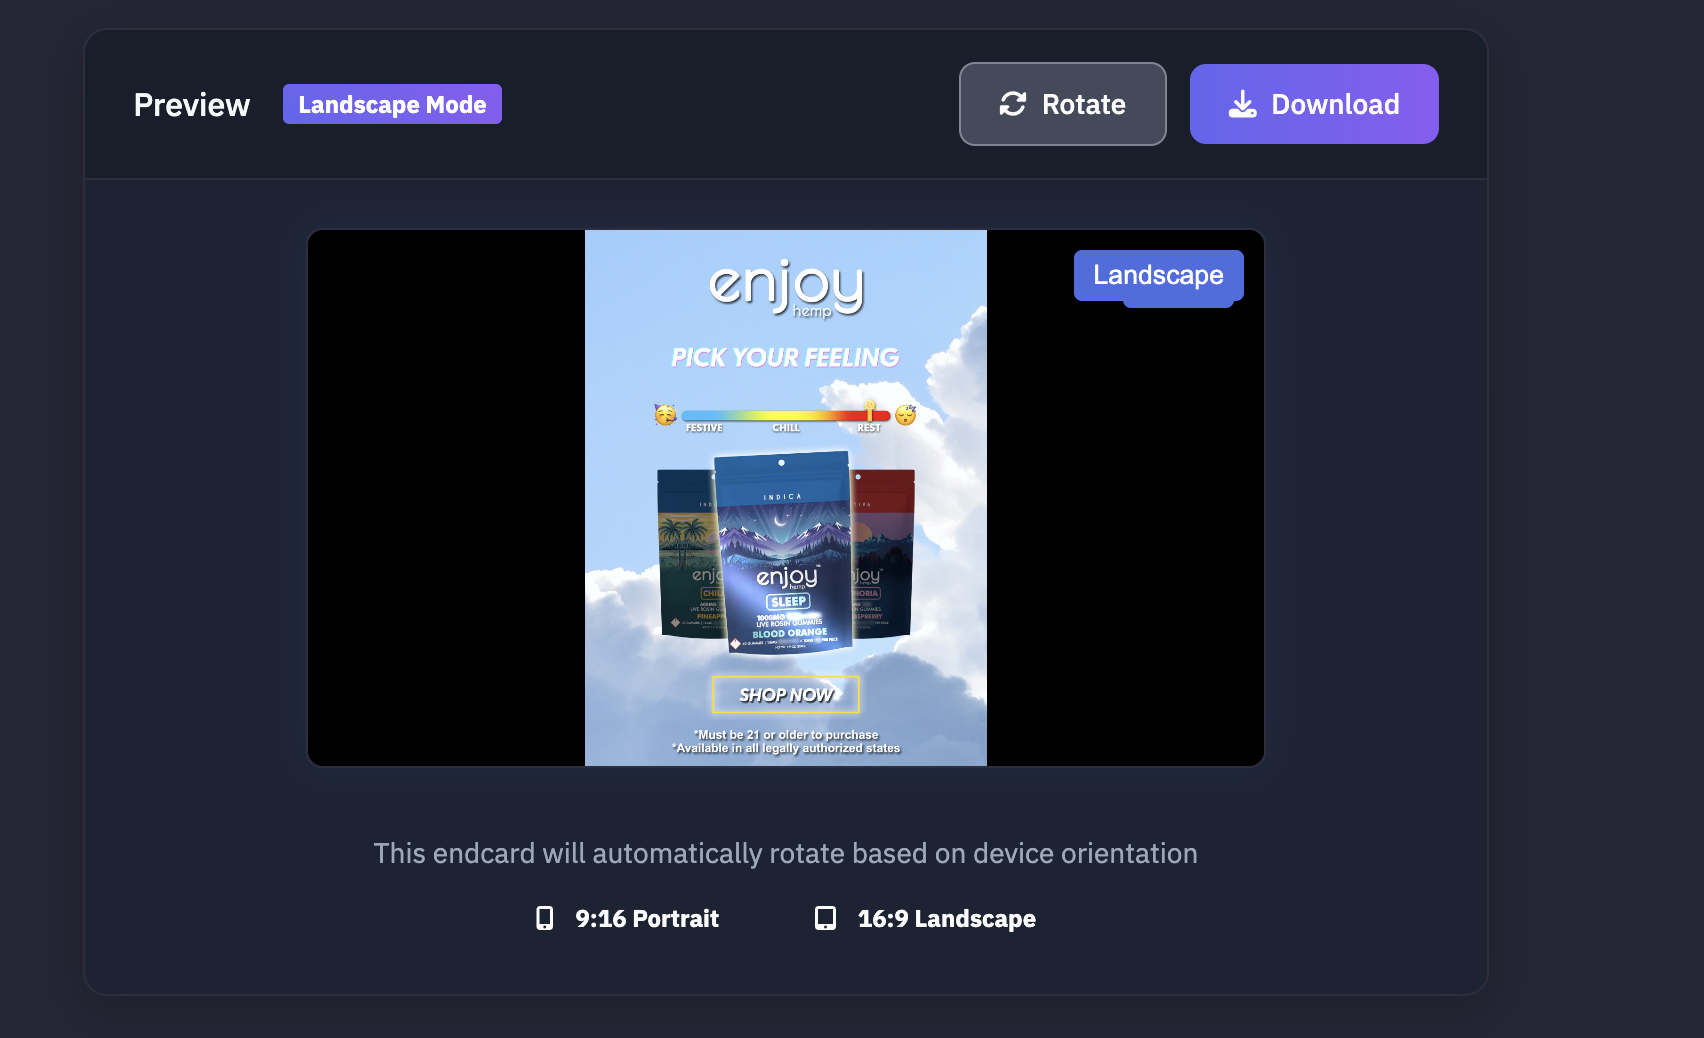 Preview
Landscape Mode
Rotate
Download
Landscape
enjoy
hemp
PICK YOUR FEELING
FESTIVE
CHILL
REST
INDICA
enjoy
hemp
SLEEP
1000MG
LIVE ROSIN GUMMIES
BLOOD ORANGE
SHOP NOW
*Must be 21 or older to purchase
*Available in all legally authorized states
This endcard will automatically rotate based on device orientation
9:16 Portrait
16:9 Landscape